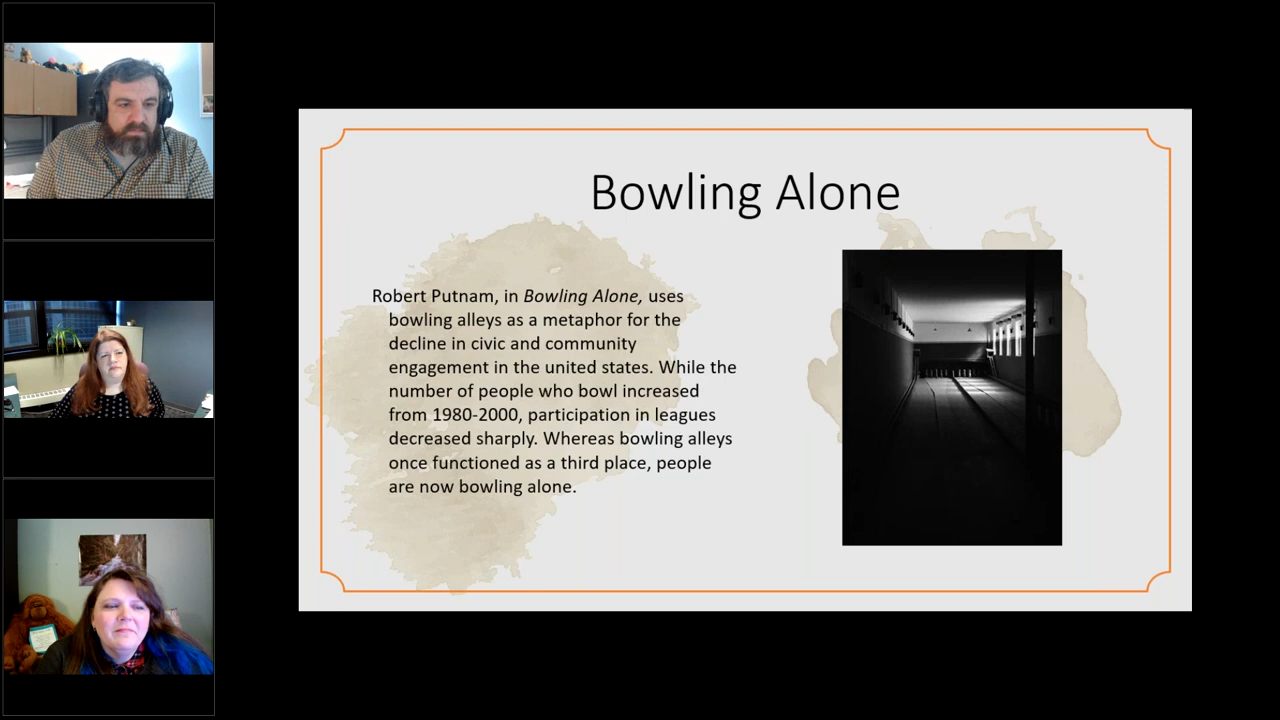 Bowling Alone
Robert Putnam, in Bowling Alone, uses
bowling alleys as a metaphor for the
decline in civic and community
engagement in the united states. While the
number of people who bowl increased
from 1980-2000, participation in leagues
decreased sharply. Whereas bowling alleys
once functioned as a third place, people
are now bowling alone.